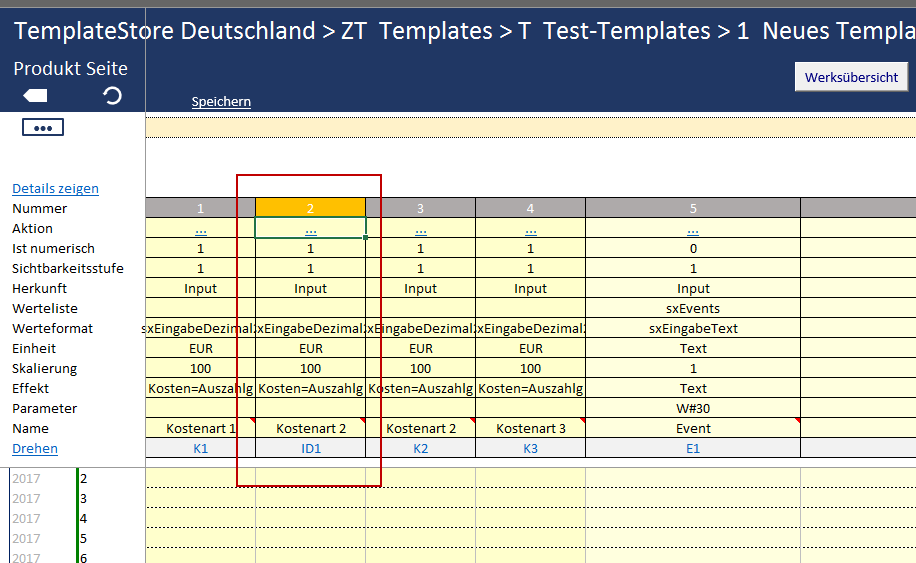 TemplateStore Deutschland > ZT Templates > T Test-Templates > 1 Neues Templa
Produkt Seite
Werksübersicht
Speichern
...
Details zeigen
Nummer 1 2 3 4 5
Aktion ... ... ... ... ...
Ist numerisch 1 1 1 1 0
Sichtbarkeitsstufe 1 1 1 1 1
Herkunft Input Input Input Input Input
Werteliste sxEvents
Werteformat sxEingabeDezimal xEingabeDezimal xEingabeDezimal xEingabeDezimal sxEingabeText
Einheit EUR EUR EUR EUR Text
Skalierung 100 100 100 100 1
Effekt Kosten=Auszahlg Kosten=Auszahlg Kosten=Auszahlg Kosten=Auszahlg Text
Parameter W#30
Name Kostenart 1 Kostenart 2 Kostenart 2 Kostenart 3 Event
Drehen K1 ID1 K2 K3 E1
2017 2
2017 3
2017 4
2017 5
2017 6